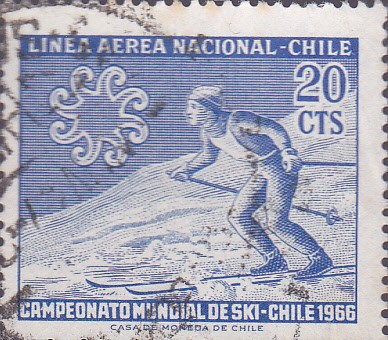 LINEA AEREA NACIONAL-CHILE
20
CTS
CAMPEONATO MUNDIAL DE SKI-CHILE 1966
CASA DE MONEDA DE CHILE